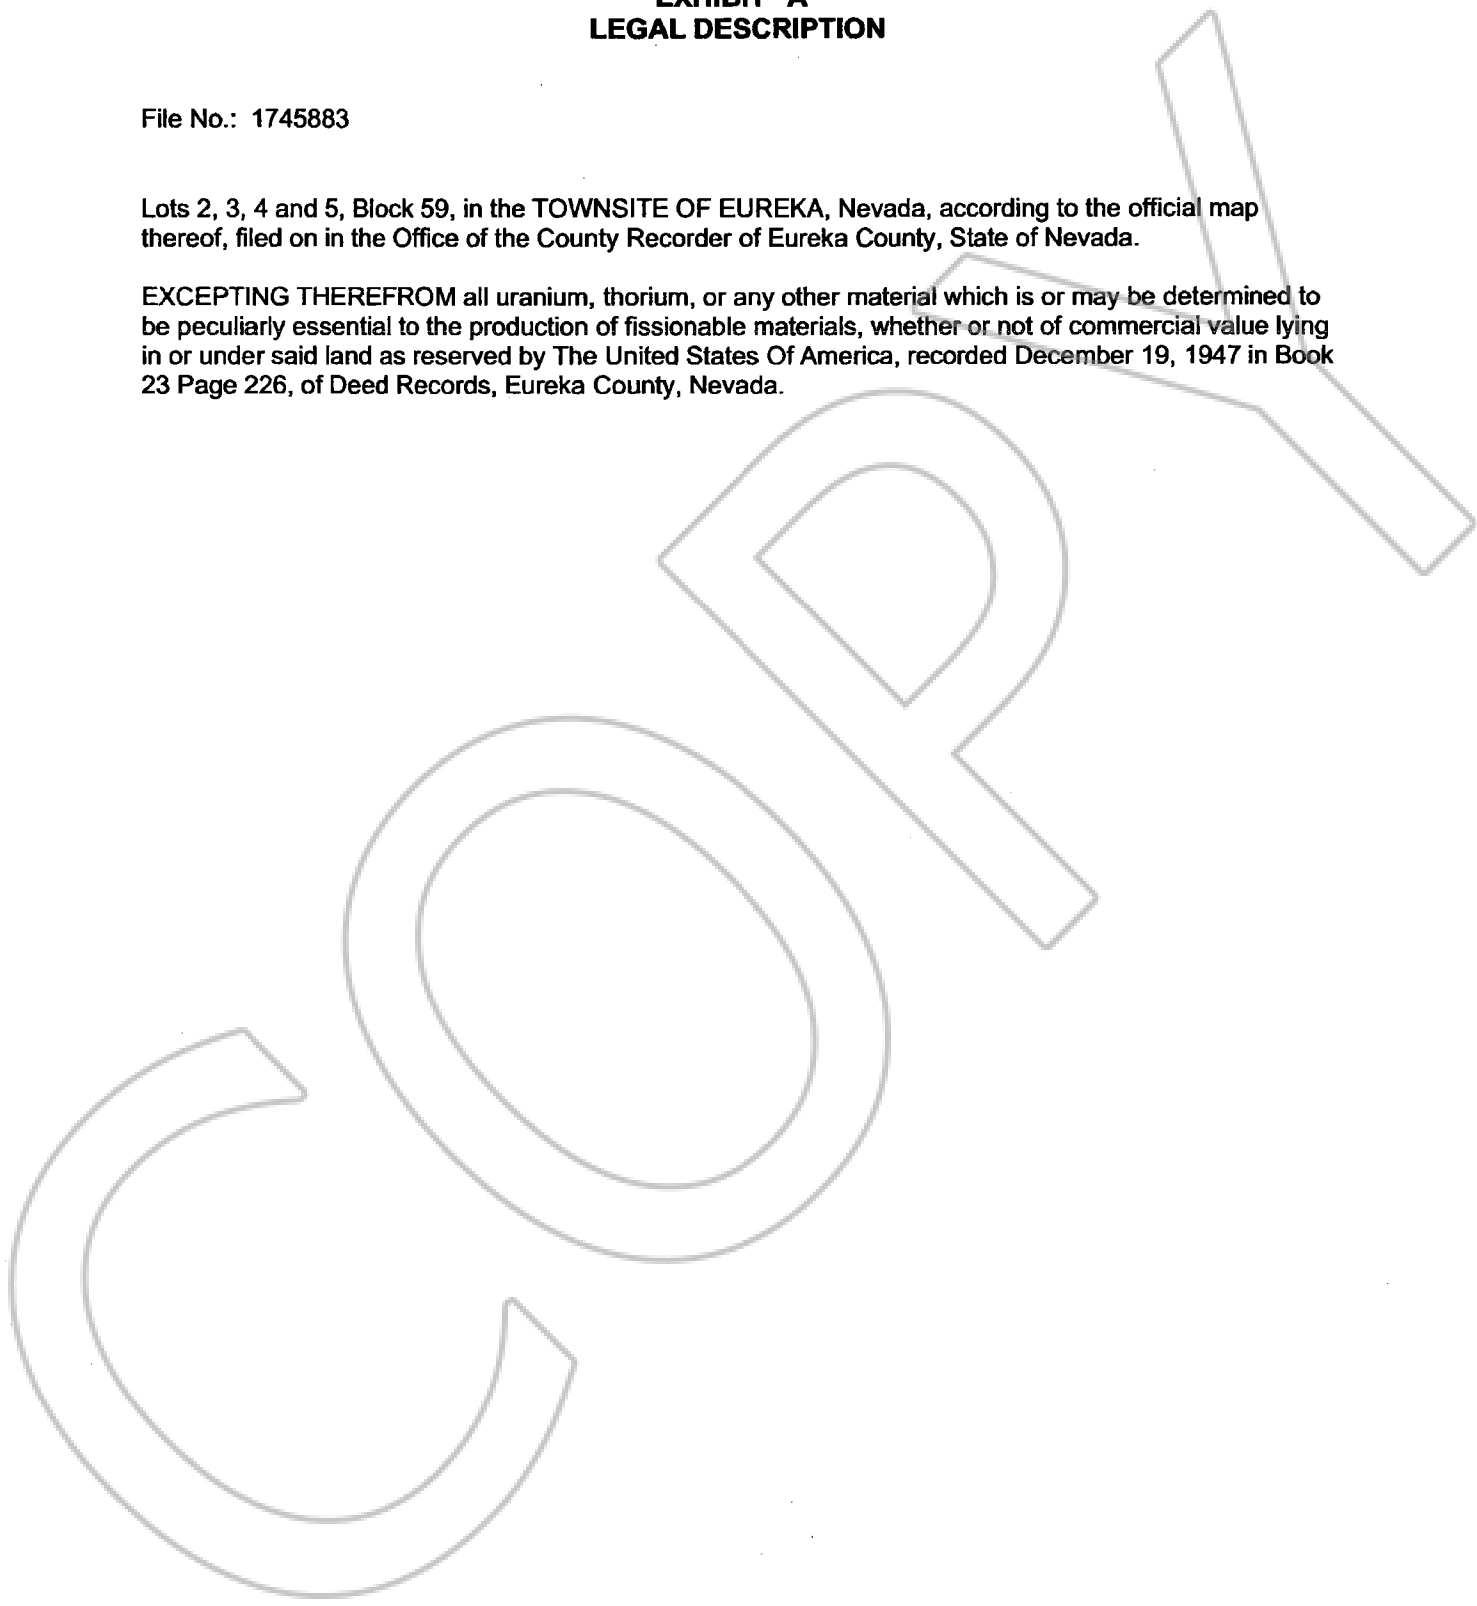 EXHIBIT "A"
LEGAL DESCRIPTION
File No.: 1745883
Lots 2, 3, 4 and 5, Block 59, in the TOWNSITE OF EUREKA, Nevada, according to the official map
thereof, filed on in the Office of the County Recorder of Eureka County, State of Nevada.
EXCEPTING THEREFROM all uranium, thorium, or any other material which is or may be determined to
be peculiarly essential to the production of fissionable materials, whether or not of commercial value lying
in or under said land as reserved by The United States Of America, recorded December 19, 1947 in Book
23 Page 226, of Deed Records, Eureka County, Nevada.
COPY